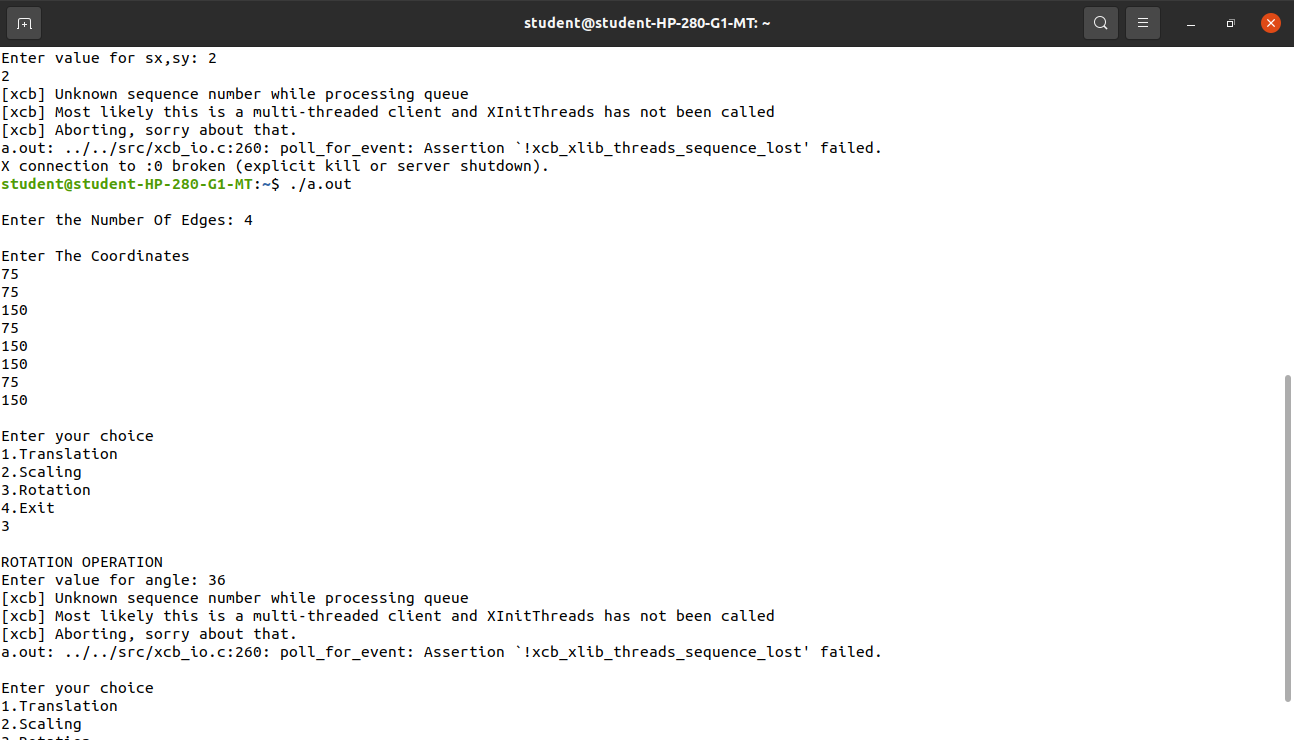 student@student-HP-280-G1-MT: ~
Enter value for sx,sy: 2
2
[xcb] Unknown sequence number while processing queue
[xcb] Most likely this is a multi-threaded client and XInitThreads has not been called
[xcb] Aborting, sorry about that.
a.out: ../../src/xcb_io.c:260: poll_for_event: Assertion `!xcb_xlib_threads_sequence_lost' failed.
X connection to :0 broken (explicit kill or server shutdown).
student@student-HP-280-G1-MT:~$ ./a.out
Enter the Number Of Edges: 4
Enter The Coordinates
75
75
150
75
150
150
75
150
Enter your choice
1.Translation
2.Scaling
3.Rotation
4.Exit
3
ROTATION OPERATION
Enter value for angle: 36
[xcb] Unknown sequence number while processing queue
[xcb] Most likely this is a multi-threaded client and XInitThreads has not been called
[xcb] Aborting, sorry about that.
a.out: ../../src/xcb_io.c:260: poll_for_event: Assertion `!xcb_xlib_threads_sequence_lost' failed.
Enter your choice
1.Translation
2.Scaling
3.Rotation